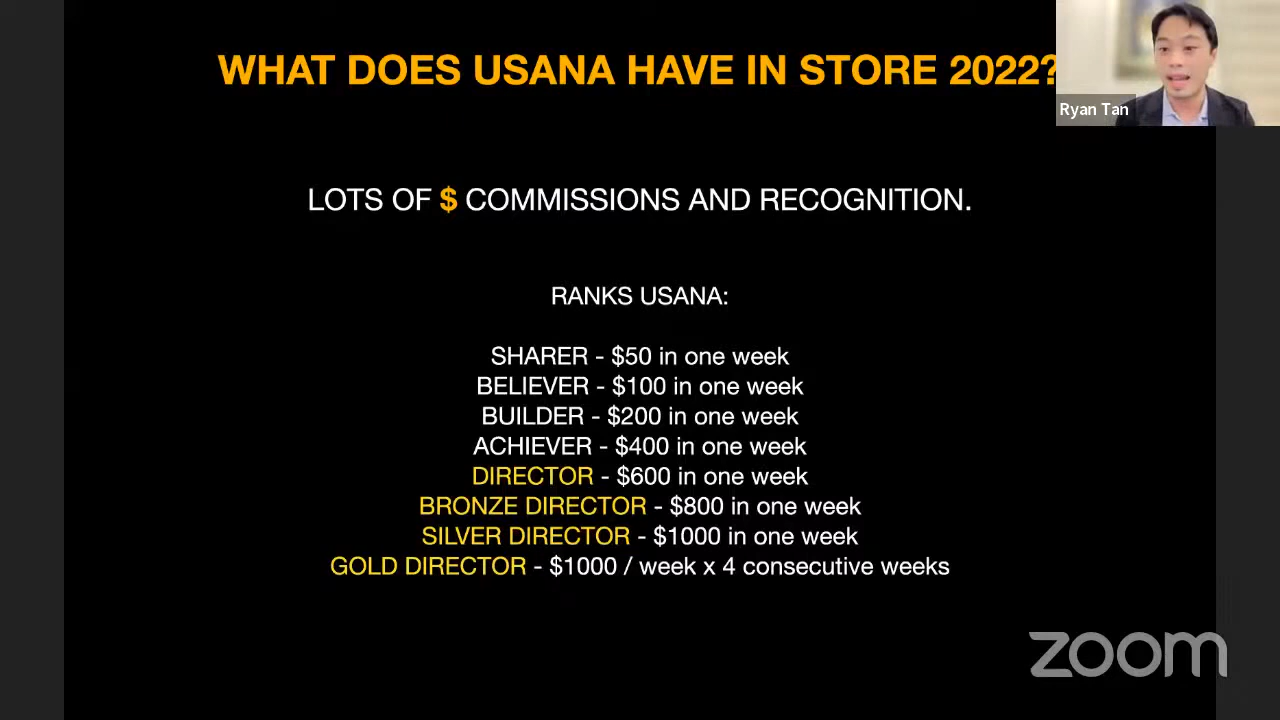 WHAT DOES USANA HAVE IN STORE 2022?
Ryan Tan
LOTS OF $ COMMISSIONS AND RECOGNITION.
RANKS USANA:
SHARER - $50 in one week
BELIEVER - $100 in one week
BUILDER - $200 in one week
ACHIEVER - $400 in one week
DIRECTOR - $600 in one week
BRONZE DIRECTOR - $800 in one week
SILVER DIRECTOR - $1000 in one week
GOLD DIRECTOR - $1000 / week x 4 consecutive weeks
zoom